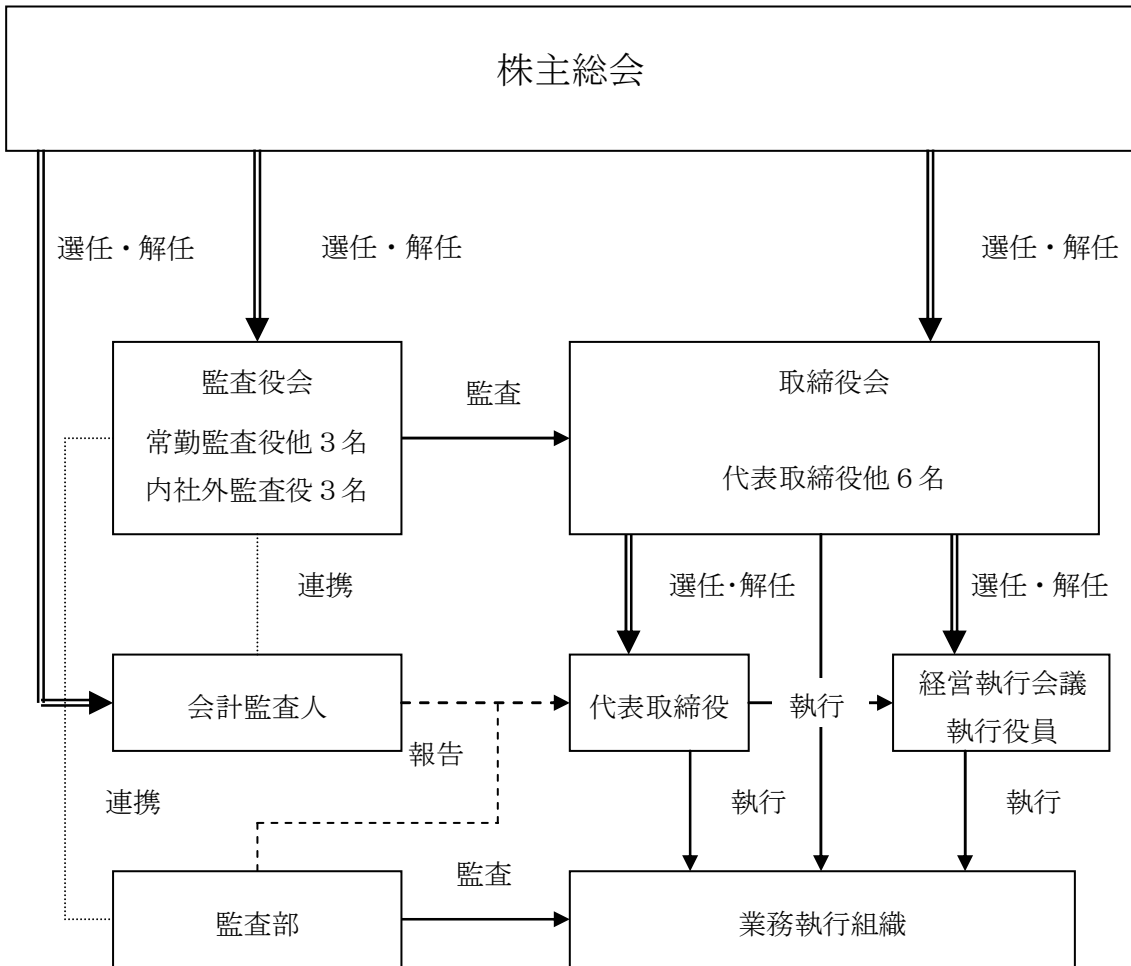 株主総会
選任・解任
選任・解任
選任・解任
監査役会
常勤監査役他３名
内社外監査役３名
監査
取締役会
代表取締役他６名
連携
選任･解任
選任・解任
会計監査人
代表取締役
執行
経営執行会議
執行役員
報告
連携
執行
執行
監査部
監査
業務執行組織